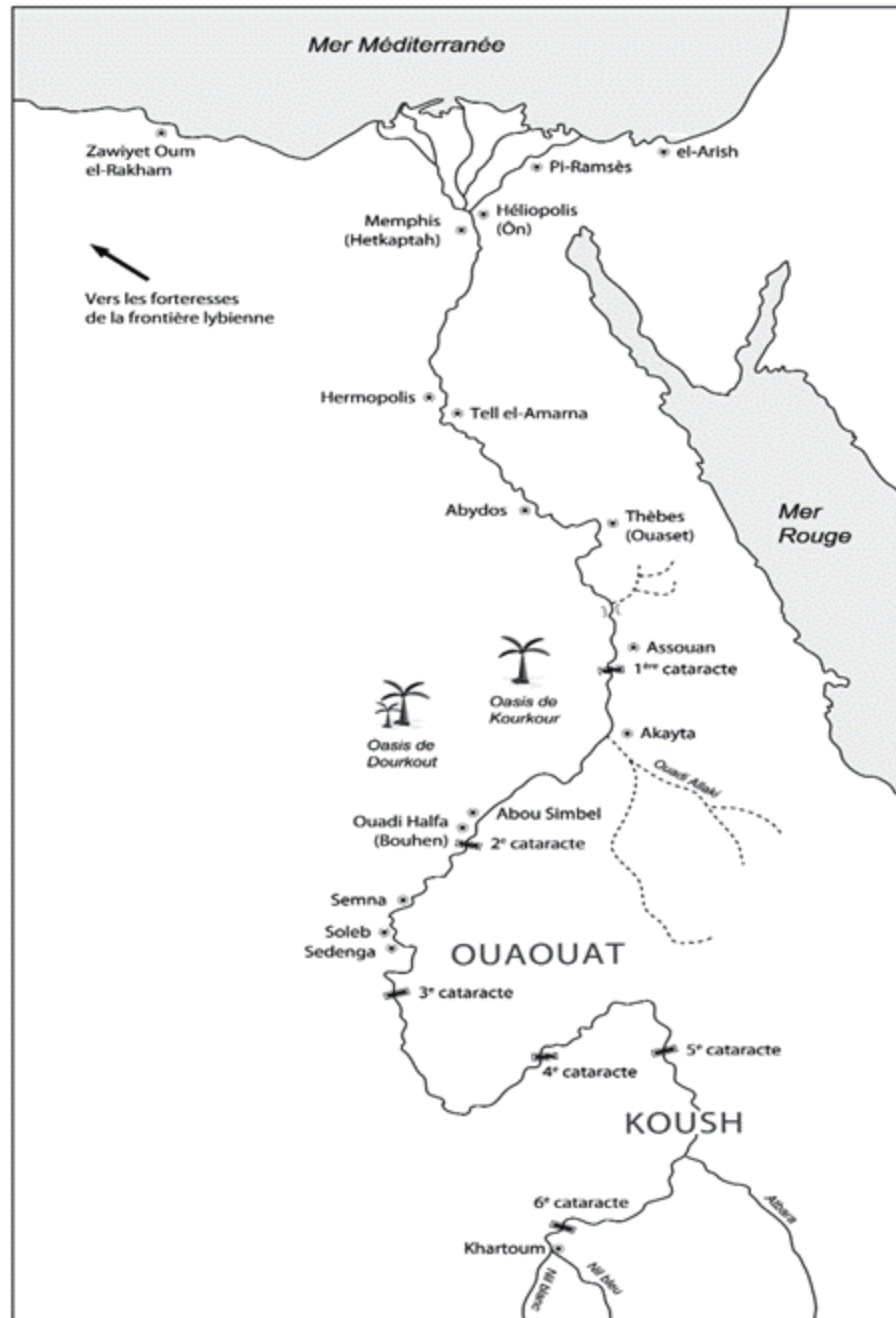 Mer Méditerranée
Zawiyet Oum
el-Rakham
el-Arish
Pi-Ramsès
Héliopolis
(Ôn)
Memphis
(Hetkaptah)
Vers les forteresses
de la frontière lybienne
Hermopolis
Tell el-Amarna
Abydos
Thèbes
(Ouaset)
Mer
Rouge
Assouan
1ère cataracte
Oasis de
Kourkour
Oasis de
Dourkout
Akayta
Ouadi Allaki
Abou Simbel
Ouadi Halfa
(Bouhen)
2e cataracte
Semna
Soleb
Sedenga
OUAOUAT
3e cataracte
5e cataracte
4e cataracte
KOUSH
6e cataracte
Atbara
Khartoum
Nil blanc
Nil bleu